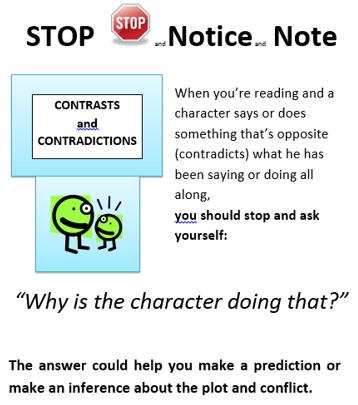 STOP STOP and Notice and Note
CONTRASTS
and
CONTRADICTIONS
When you're reading and a
character says or does
something that's opposite
(contradicts) what he has
been saying or doing all
along,
you should stop and ask
yourself:
“Why is the character doing that?”
The answer could help you make a prediction or
make an inference about the plot and conflict.